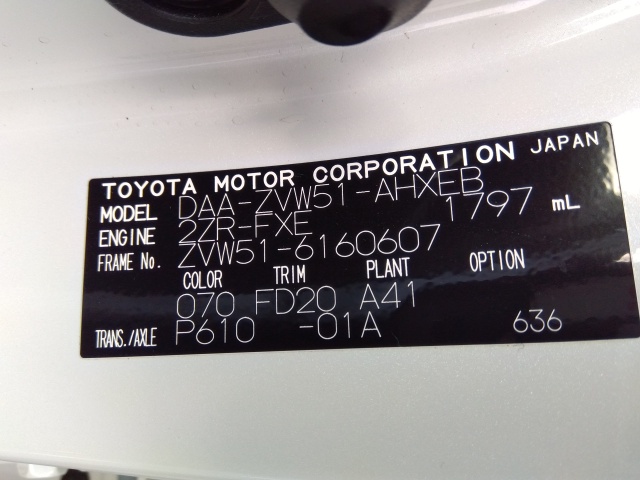 TOYOTA MOTOR CORPORATION JAPAN
MODEL DAA-ZVW51-AHXEB
ENGINE 2ZR-FXE 1797 mL
FRAME No. ZVW51-6160607
COLOR TRIM PLANT OPTION
070 FD20 A41
TRANS./AXLE P610 -01A 636